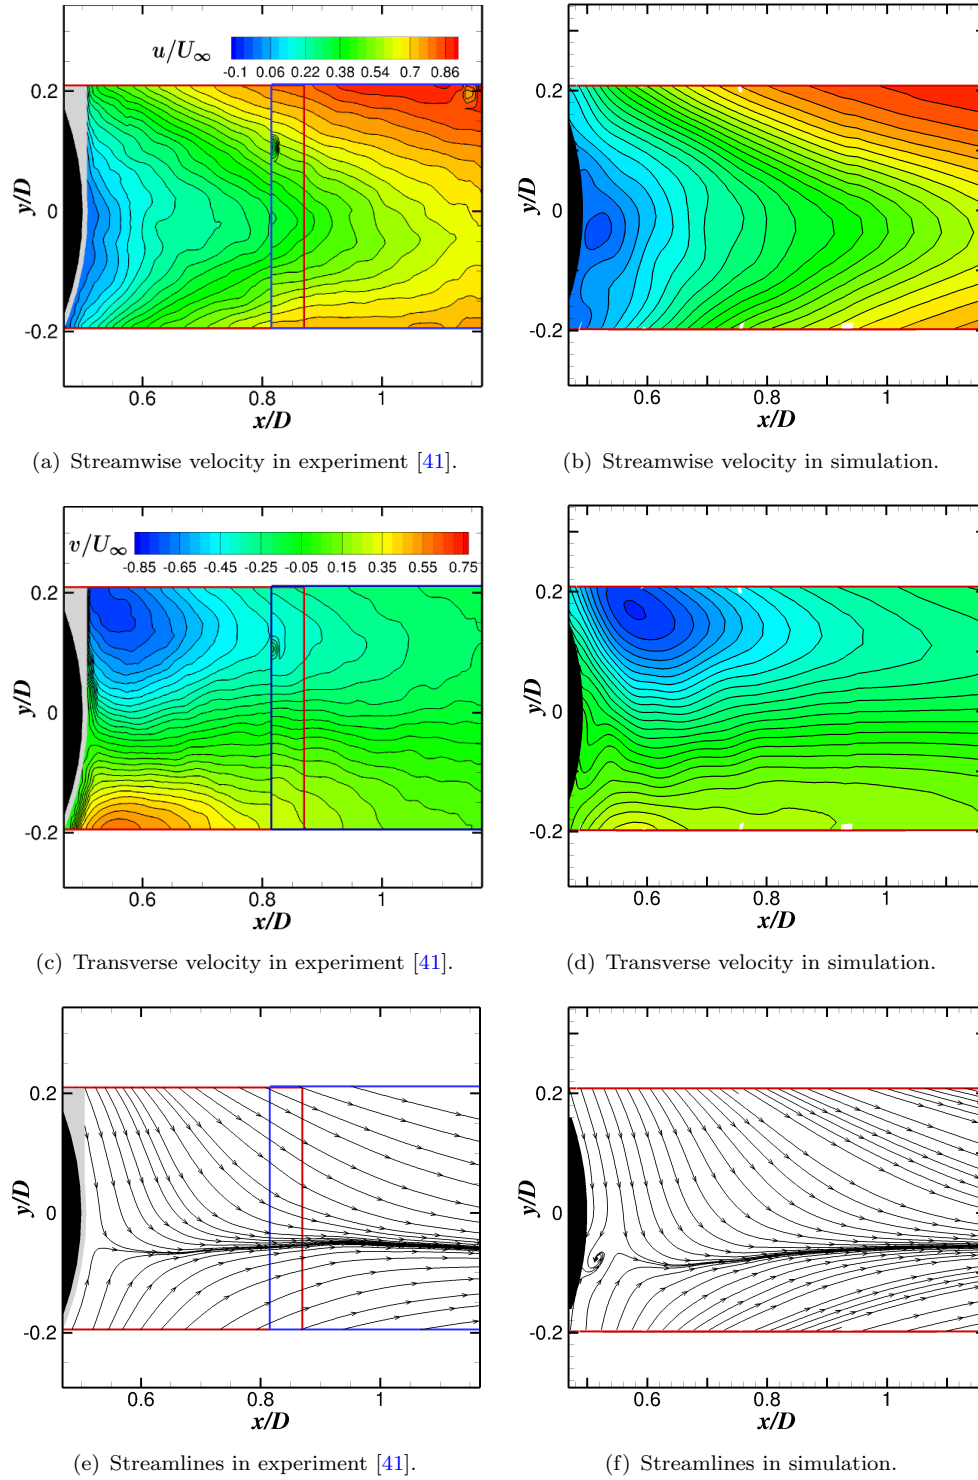 u/U∞
-0.1 0.06 0.22 0.38 0.54 0.7 0.86
0.2
0
-0.2
y/D
0.6 0.8 1
x/D
(a) Streamwise velocity in experiment [41].
0.2
0
-0.2
y/D
0.6 0.8 1
x/D
(b) Streamwise velocity in simulation.
v/U∞
-0.85 -0.65 -0.45 -0.25 -0.05 0.15 0.35 0.55 0.75
0.2
0
-0.2
y/D
0.6 0.8 1
x/D
(c) Transverse velocity in experiment [41].
0.2
0
-0.2
y/D
0.6 0.8 1
x/D
(d) Transverse velocity in simulation.
0.2
0
-0.2
y/D
0.6 0.8 1
x/D
(e) Streamlines in experiment [41].
0.2
0
-0.2
y/D
0.6 0.8 1
x/D
(f) Streamlines in simulation.